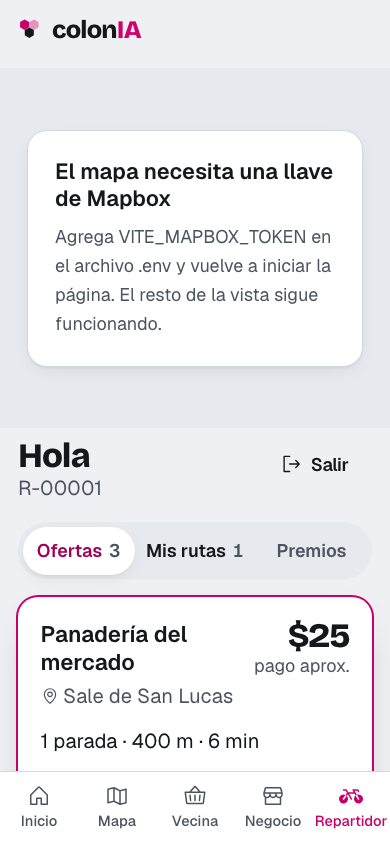 colonIA
El mapa necesita una llave
de Mapbox
Agrega VITE_MAPBOX_TOKEN en
el archivo .env y vuelve a iniciar la
página. El resto de la vista sigue
funcionando.
Hola
Salir
R-00001
Ofertas 3 Mis rutas 1 Premios
Panadería del
mercado
$25
pago aprox.
Sale de San Lucas
1 parada · 400 m · 6 min
Inicio Mapa Vecina Negocio Repartidor